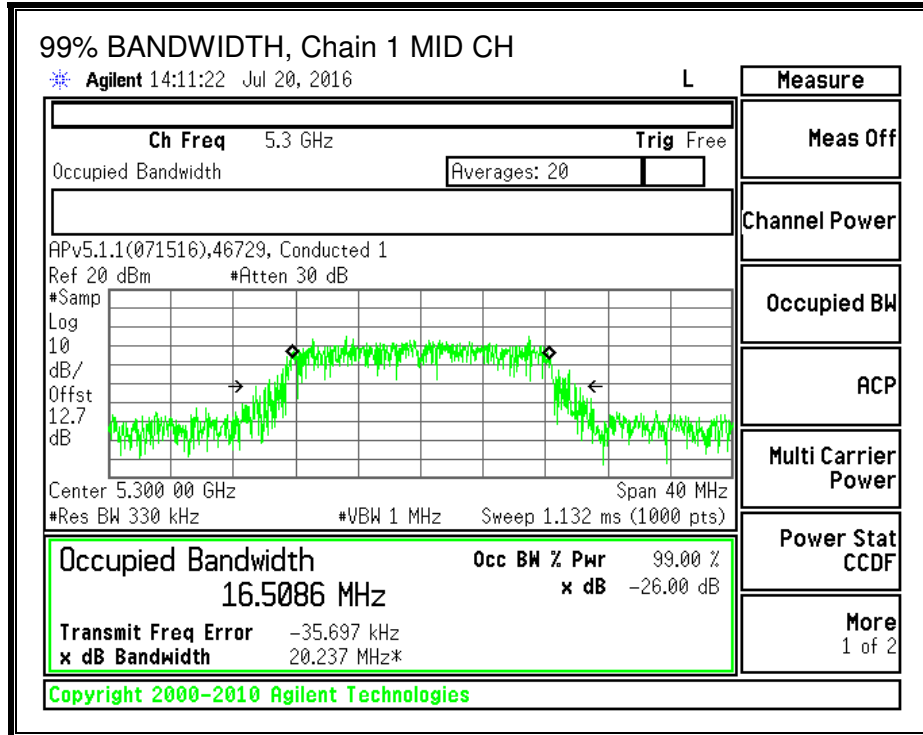 99% BANDWIDTH, Chain 1 MID CH
Agilent 14:11:22 Jul 20, 2016 L
Measure
Ch Freq 5.3 GHz Trig Free
Meas Off
Occupied Bandwidth Averages: 20
Channel Power
APv5.1.1(071516),46729, Conducted 1
Ref 20 dBm #Atten 30 dB
#Samp
Log
10
dB/
Offst
12.7
dB
Occupied BW
ACP
Multi Carrier
Power
Center 5.300 00 GHz Span 40 MHz
#Res BW 330 kHz #VBW 1 MHz Sweep 1.132 ms (1000 pts)
Power Stat
CCDF
Occupied Bandwidth Occ BW % Pwr 99.00 %
16.5086 MHz x dB -26.00 dB
Transmit Freq Error -35.697 kHz
x dB Bandwidth 20.237 MHz*
More
1 of 2
Copyright 2000-2010 Agilent Technologies